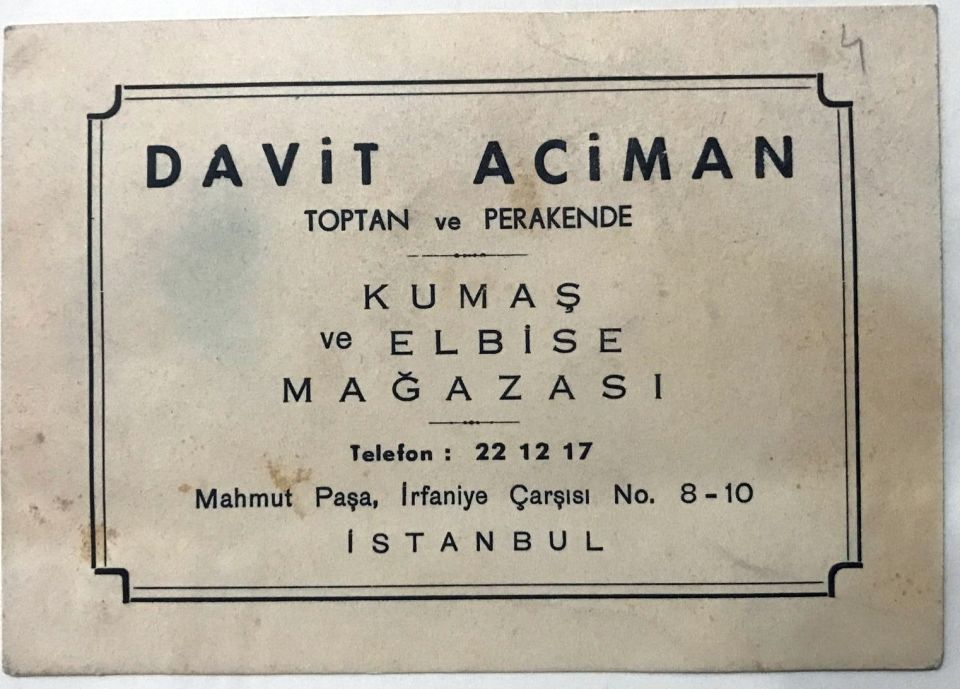 4
DAVİT ACİMAN
TOPTAN ve PERAKENDE
KUMAŞ
ve ELBİSE
MAĞAZASI
Telefon : 22 12 17
Mahmut Paşa, İrfaniye Çarşısı No. 8-10
İSTANBUL